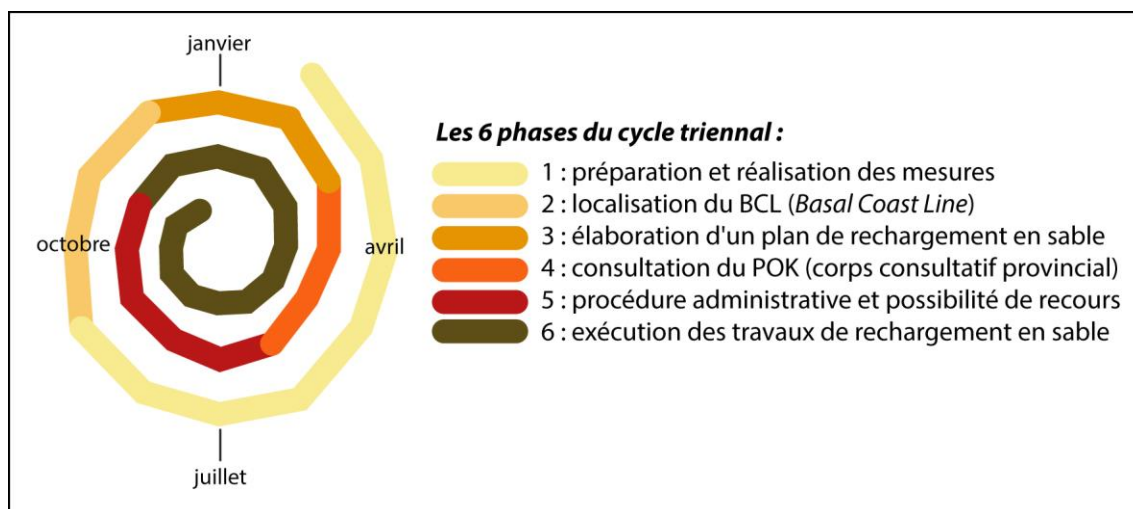 janvier
octobre
avril
juillet
Les 6 phases du cycle triennal :
1 : préparation et réalisation des mesures
2 : localisation du BCL (Basal Coast Line)
3 : élaboration d'un plan de rechargement en sable
4 : consultation du POK (corps consultatif provincial)
5 : procédure administrative et possibilité de recours
6 : exécution des travaux de rechargement en sable